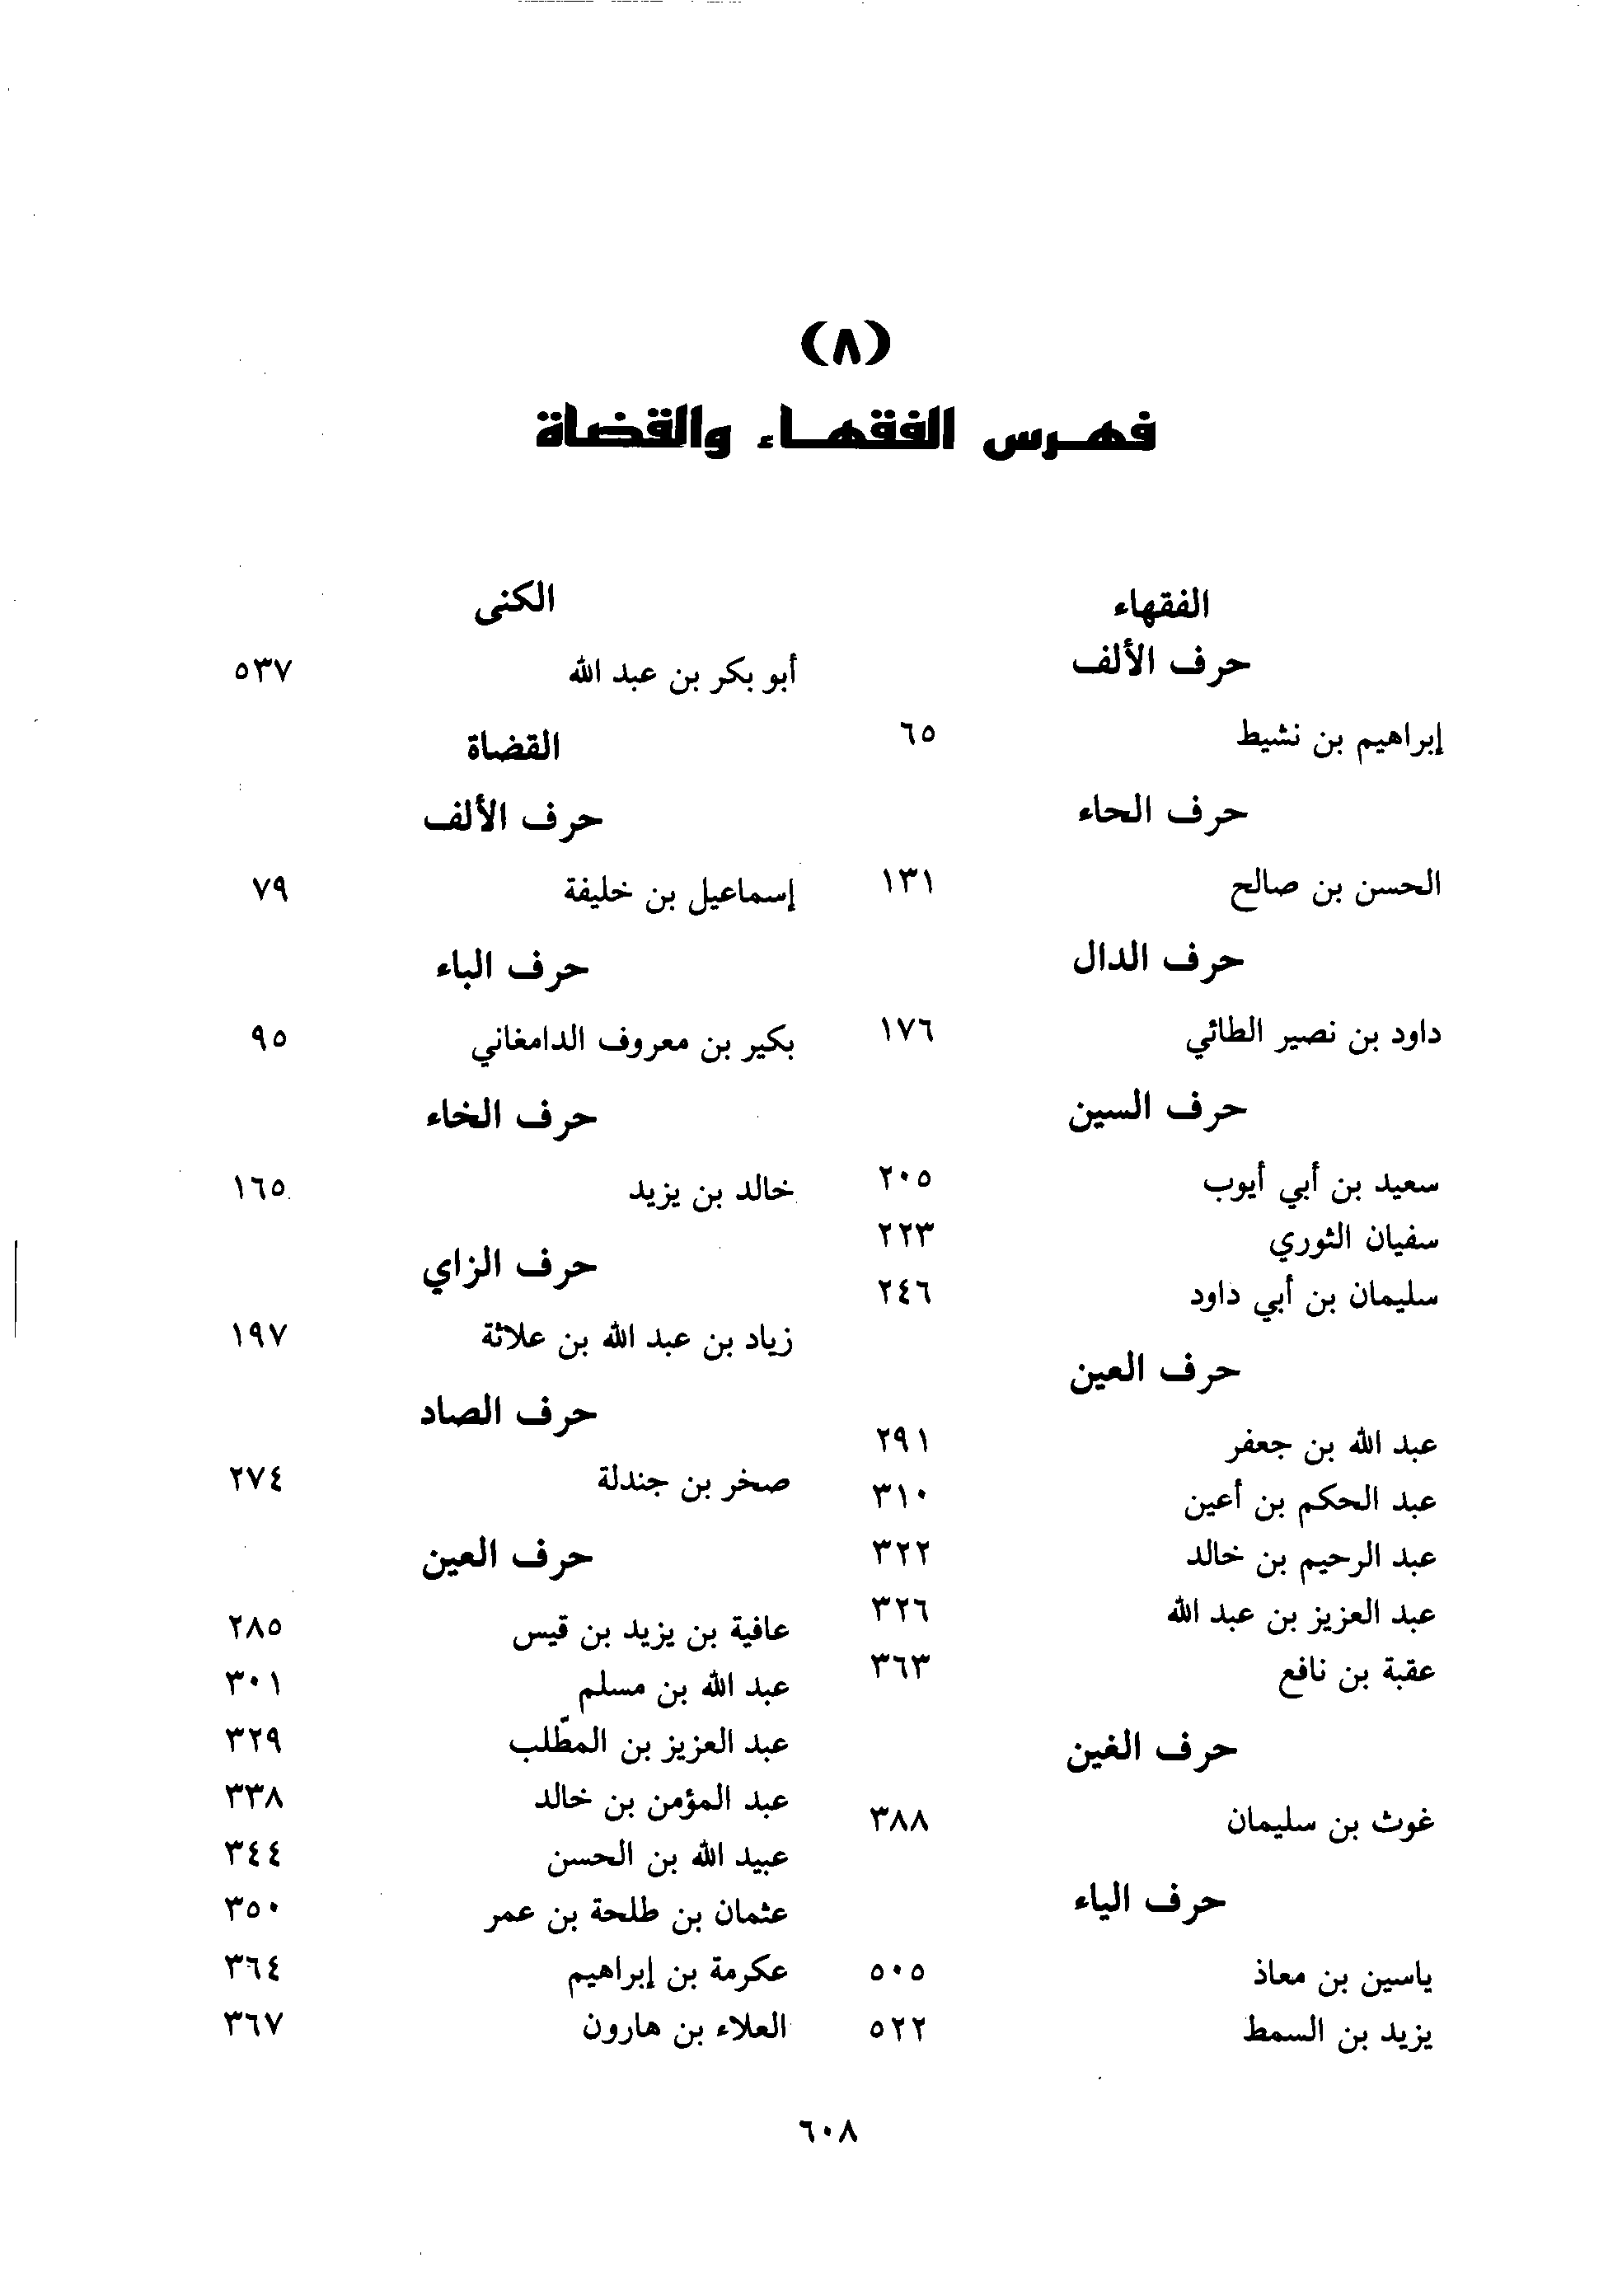 (٨)
فهرس الفقهاء والقضاة
الفقهاء
حرف الألف
إبراهيم بن نشيط ٦٥
حرف الحاء
الحسن بن صالح ١٣١
حرف الدال
داود بن نصير الطائي ١٧٦
حرف السين
سعيد بن أبي أيوب ٢٠٥
سفيان الثوري ٢٢٣
سليمان بن أبي داود ٢٤٦
حرف العين
عبد الله بن جعفر ٢٩١
عبد الحكم بن أعين ٣١٠
عبد الرحيم بن خالد ٣٢٢
عبد العزيز بن عبد الله ٣٢٦
عقبة بن نافع ٣٦٣
حرف الغين
غوث بن سليمان ٣٨٨
حرف الياء
ياسين بن معاذ ٥٠٥
يزيد بن السمط ٥٢٢
الكنى
أبو بكر بن عبد الله ٥٣٧
القضاة
حرف الألف
إسماعيل بن خليفة ٧٩
حرف الباء
بكير بن معروف الدامغاني ٩٥
حرف الخاء
خالد بن يزيد ١٦٥
حرف الزاي
زياد بن عبد الله بن علاثة ١٩٧
حرف الصاد
صخر بن جندلة ٢٧٤
حرف العين
عافية بن يزيد بن قيس ٢٨٥
عبد الله بن مسلم ٣٠١
عبد العزيز بن المطّلب ٣٢٩
عبد المؤمن بن خالد ٣٣٨
عبيد الله بن الحسن ٣٤٤
عثمان بن طلحة بن عمر ٣٥٠
عكرمة بن إبراهيم ٣٦٤
العلاء بن هارون ٣٦٧
٦٠٨